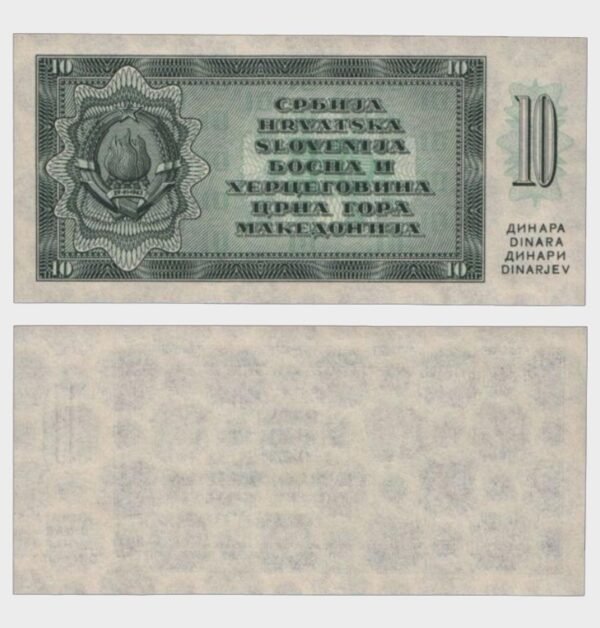 10 10
СРБИЈА
HRVATSKA
SLOVENIJA
БОСНА И
ХЕРЦЕГОВИНА
ЦРНА ГОРА
МАКЕДОНИЈА
10 10
10
ДИНАРА
DINARA
ДИНАРИ
DINARJEV